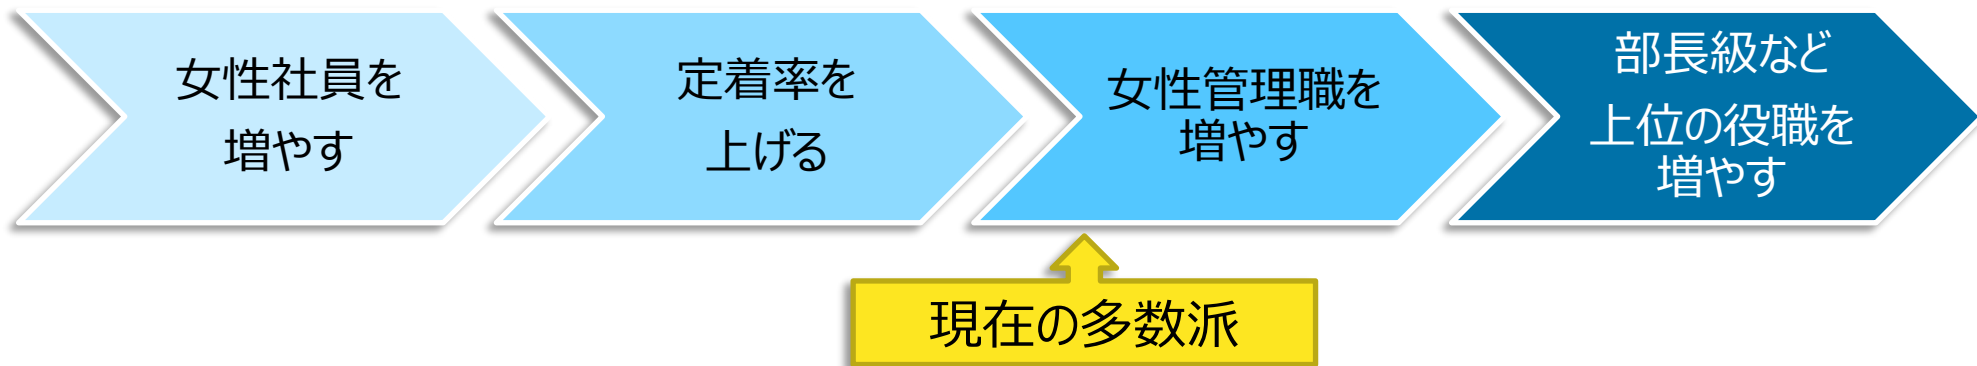 女性社員を
増やす
定着率を
上げる
女性管理職を
増やす
部長級など
上位の役職を
増やす
現在の多数派